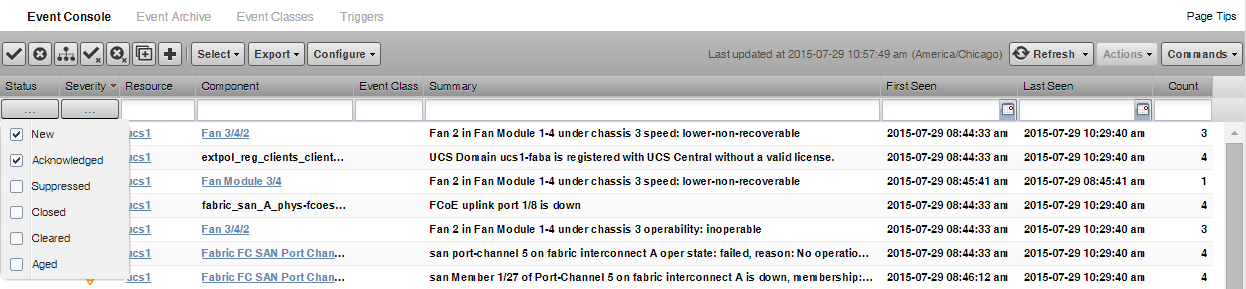 Event Console Event Archive Event Classes Triggers Page Tips
Select Export Configure Last updated at 2015-07-29 10:57:49 am (America/Chicago) Refresh Actions Commands
Status Severity Resource Component Event Class Summary First Seen Last Seen Count
... ...
New ucs1 Fan 3/4/2 Fan 2 in Fan Module 1-4 under chassis 3 speed: lower-non-recoverable 2015-07-29 08:44:33 am 2015-07-29 10:29:40 am 3
Acknowledged ucs1 extpol_reg_clients_client... UCS Domain ucs1-faba is registered with UCS Central without a valid license. 2015-07-29 08:44:33 am 2015-07-29 10:29:40 am 4
Suppressed ucs1 Fan Module 3/4 Fan 2 in Fan Module 1-4 under chassis 3 speed: lower-non-recoverable 2015-07-29 08:45:41 am 2015-07-29 08:45:41 am 1
Closed ucs1 fabric_san_A_phys-fcoes... FCoE uplink port 1/8 is down 2015-07-29 08:44:33 am 2015-07-29 10:29:40 am 4
Cleared ucs1 Fan 3/4/2 Fan 2 in Fan Module 1-4 under chassis 3 operability: inoperable 2015-07-29 08:44:33 am 2015-07-29 10:29:40 am 3
Aged ucs1 Fabric FC SAN Port Chan... san port-channel 5 on fabric interconnect A oper state: failed, reason: No operatio... 2015-07-29 08:44:33 am 2015-07-29 10:29:40 am 4
ucs1 Fabric FC SAN Port Chan... san Member 1/27 of Port-Channel 5 on fabric interconnect A is down, membership:... 2015-07-29 08:46:12 am 2015-07-29 10:29:40 am 4